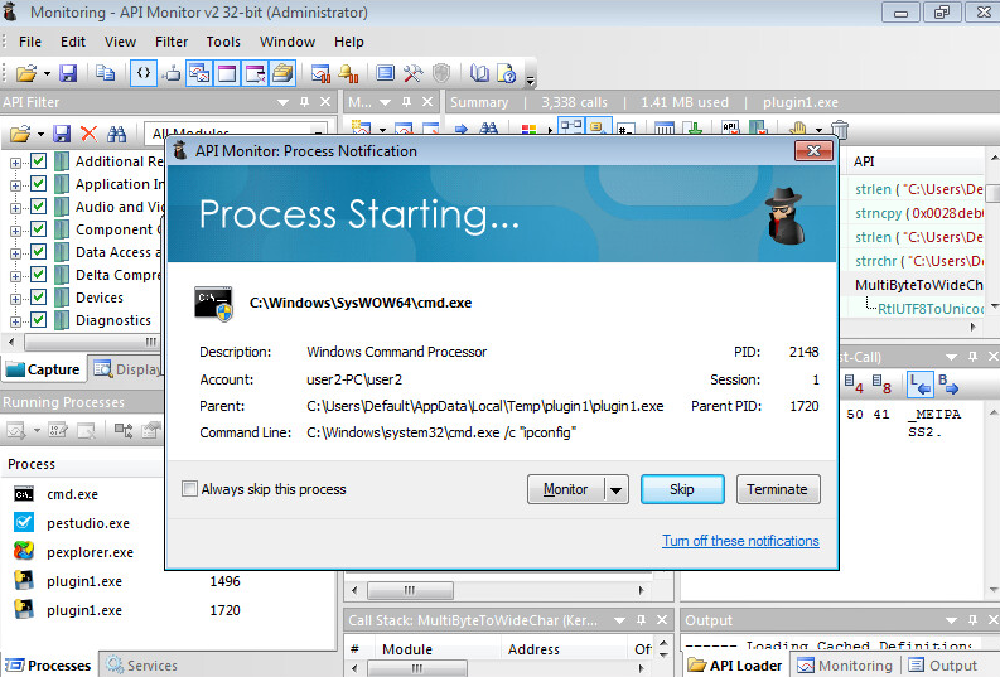 Monitoring - API Monitor v2 32-bit (Administrator)
File Edit View Filter Tools Window Help
API Filter
M...
Summary | 3,338 calls | 1.41 MB used | plugin1.exe
All Modules
API Monitor: Process Notification
Process Starting...
C:\Windows\SysWOW64\cmd.exe
Description: Windows Command Processor PID: 2148
Account: user2-PC\user2 Session: 1
Parent: C:\Users\Default\AppData\Local\Temp\plugin1\plugin1.exe Parent PID: 1720
Command Line: C:\Windows\system32\cmd.exe /c "ipconfig"
Always skip this process
Monitor Skip Terminate
Turn off these notifications
Additional Re
Application In
Audio and Vi
Component
Data Access a
Delta Compre
Devices
Diagnostics
Capture Display
API
strlen ( "C:\Users\De
strncpy ( 0x0028deb
strlen ( "C:\Users\De
strrchr ( "C:\Users\D
MultiByteToWideCh
RtlUTF8ToUnico
st-Call)
4 8 L B
50 41 _MEIPA
SS2.
Running Processes
Process
cmd.exe
pestudio.exe
pexplorer.exe
plugin1.exe 1496
plugin1.exe 1720
Processes Services
Call Stack: MultiByteToWideChar (Ker...
# Module Address Of
Output
------ Loading Cached Definition
API Loader Monitoring Output